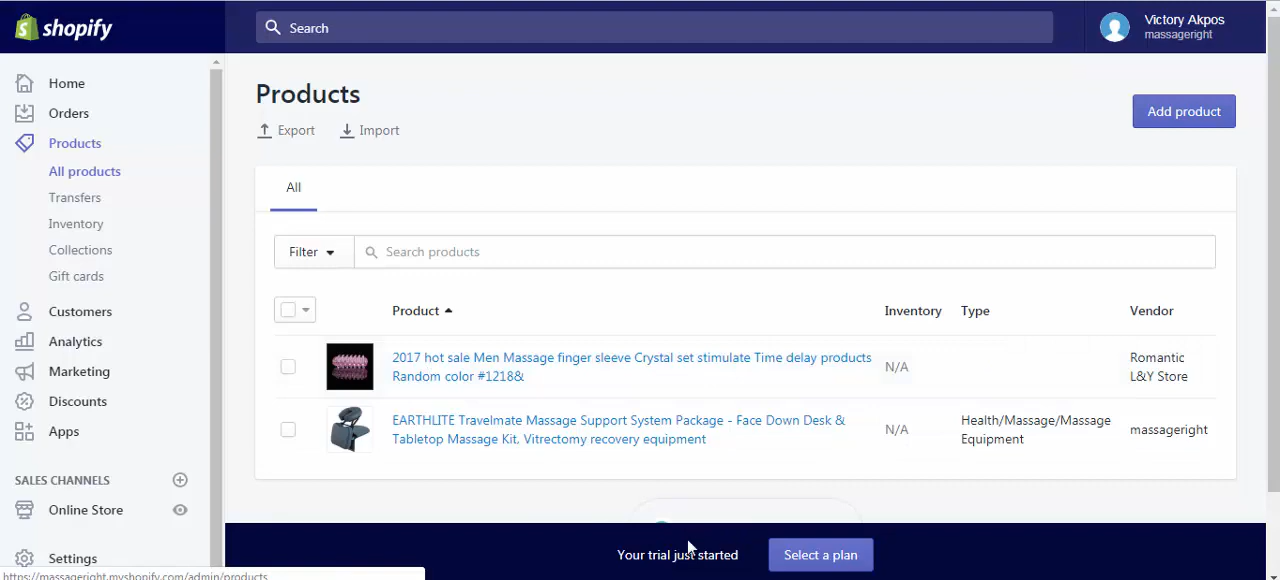 shopify
Search
Victory Akpos
massageright
Home
Orders
Products
All products
Transfers
Inventory
Collections
Gift cards
Customers
Analytics
Marketing
Discounts
Apps
SALES CHANNELS
Online Store
Settings
Products
Export
Import
Add product
All
Filter
Search products
Product
Inventory
Type
Vendor
2017 hot sale Men Massage finger sleeve Crystal set stimulate Time delay products
Random color #1218&
N/A
Romantic
L&Y Store
EARTHLITE Travelmate Massage Support System Package - Face Down Desk &
Tabletop Massage Kit, Vitrectomy recovery equipment
N/A
Health/Massage/Massage
Equipment
massageright
Your trial just started
Select a plan
https://massageright.myshopify.com/admin/products